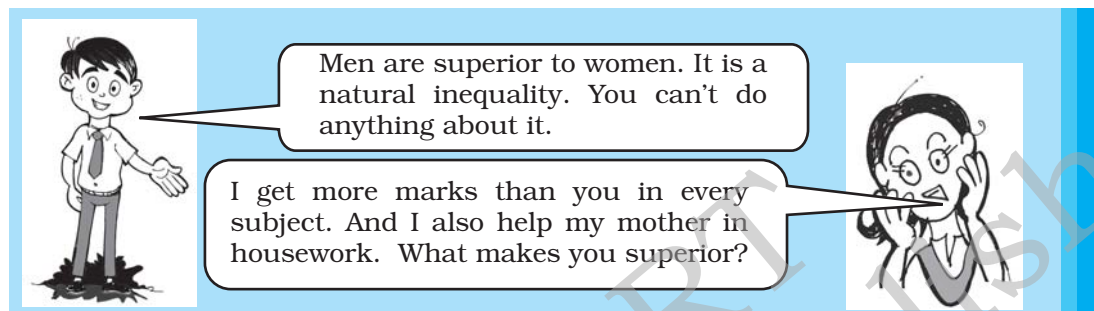 Men are superior to women. It is a
natural inequality. You can't do
anything about it.
I get more marks than you in every
subject. And I also help my mother in
housework. What makes you superior?